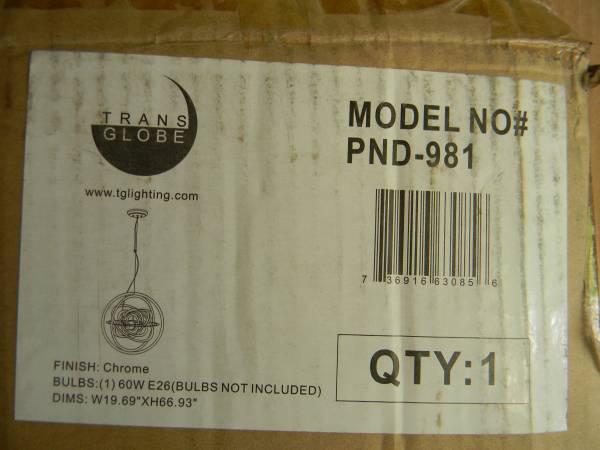 TRANS
GLOBE
www.tglighting.com
MODEL NO#
PND-981
7 36916 63085 6
FINISH: Chrome
BULBS:(1) 60W E26(BULBS NOT INCLUDED)
DIMS: W19.69"XH66.93"
QTY:1